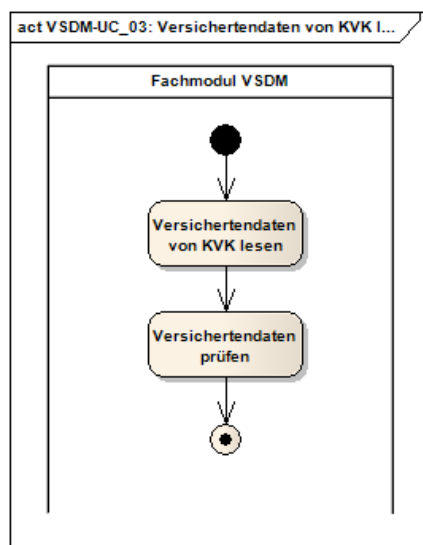 act VSDM-UC_03: Versichertendaten von KVK l...
Fachmodul VSDM
Versichertendaten
von KVK lesen
Versichertendaten
prüfen